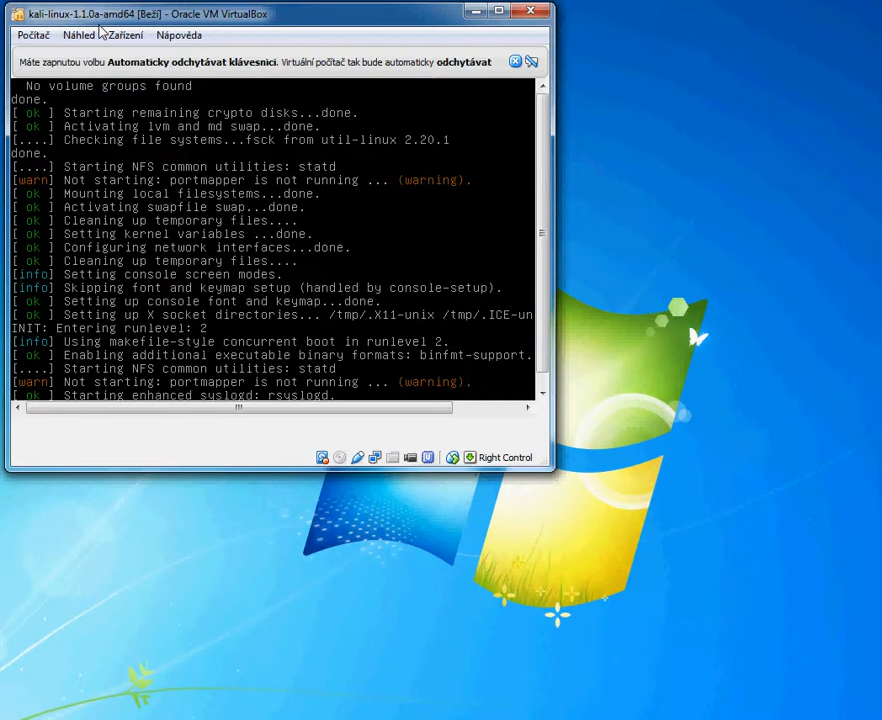 kali-linux-1.1.0a-amd64 [Beží] - Oracle VM VirtualBox
Počítač Náhled Zařízení Nápověda
Máte zapnutou volbu Automaticky odchytávat klávesnici. Virtuální počítač tak bude automaticky odchytávat
No volume groups found
done.
[ ok ] Starting remaining crypto disks...done.
[ ok ] Activating lvm and md swap...done.
[....] Checking file systems...fsck from util-linux 2.20.1
done.
[....] Starting NFS common utilities: statd
[warn] Not starting: portmapper is not running ... (warning).
[ ok ] Mounting local filesystems...done.
[ ok ] Activating swapfile swap...done.
[ ok ] Cleaning up temporary files....
[ ok ] Setting kernel variables ...done.
[ ok ] Configuring network interfaces...done.
[ ok ] Cleaning up temporary files....
[info] Setting console screen modes.
[info] Skipping font and keymap setup (handled by console-setup).
[ ok ] Setting up console font and keymap...done.
[ ok ] Setting up X socket directories... /tmp/.X11-unix /tmp/.ICE-un
INIT: Entering runlevel: 2
[info] Using makefile-style concurrent boot in runlevel 2.
[ ok ] Enabling additional executable binary formats: binfmt-support.
[....] Starting NFS common utilities: statd
[warn] Not starting: portmapper is not running ... (warning).
[ ok ] Starting enhanced syslogd: rsyslogd.
Right Control